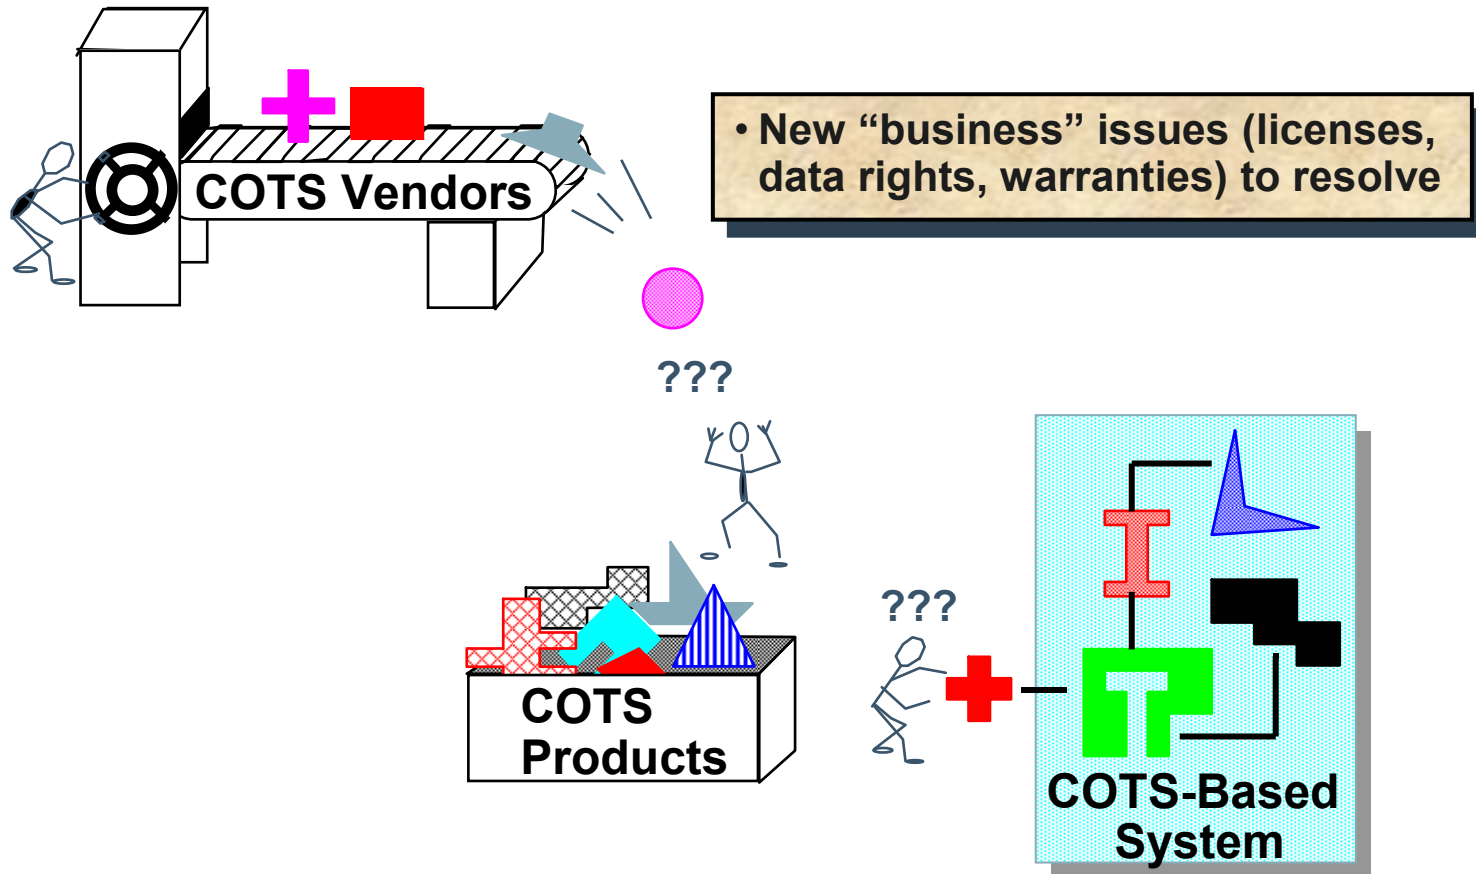 COTS Vendors
• New “business” issues (licenses,
data rights, warranties) to resolve
???
???
COTS
Products
COTS-Based
System